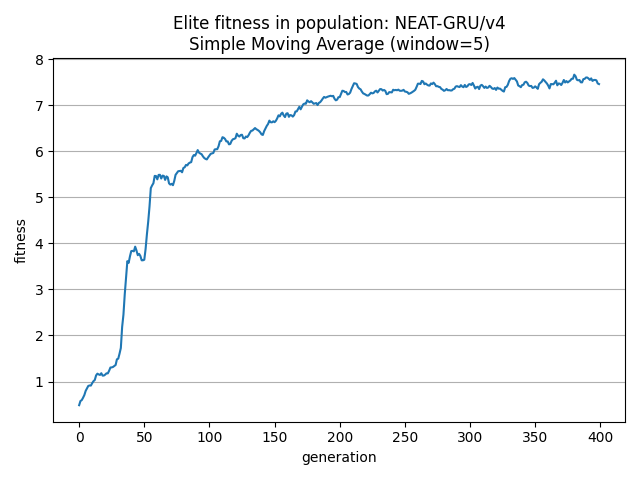 Elite fitness in population: NEAT-GRU/v4
Simple Moving Average (window=5)
8
7
6
5
4
3
2
1
fitness
0 50 100 150 200 250 300 350 400
generation